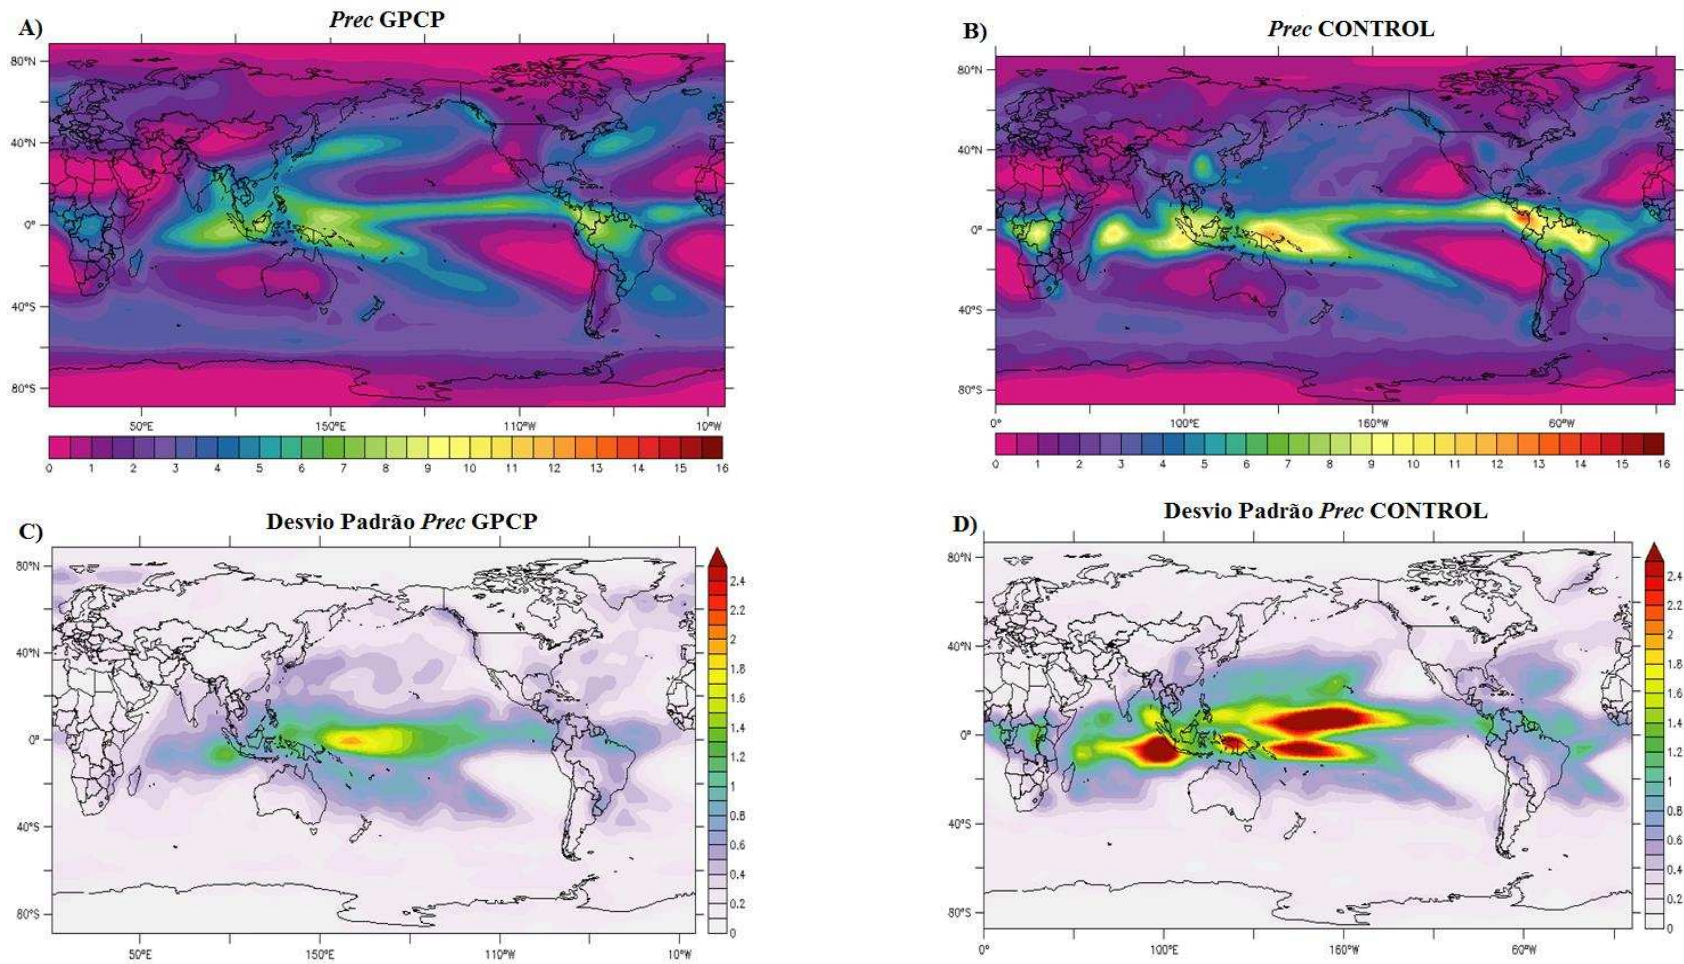 A)
Prec GPCP
80°N
40°N
0°
40°S
80°S
50°E 150°E 110°W 10°W
0 1 2 3 4 5 6 7 8 9 10 11 12 13 14 15 16
B)
Prec CONTROL
80°N
40°N
0°
40°S
80°S
0° 100°E 160°W 60°W
0 1 2 3 4 5 6 7 8 9 10 11 12 13 14 15 16
C)
Desvio Padrão Prec GPCP
80°N
40°N
0°
40°S
80°S
50°E 150°E 110°W 10°W
2.4
2.2
2
1.8
1.6
1.4
1.2
1
0.8
0.6
0.4
0.2
0
D)
Desvio Padrão Prec CONTROL
80°N
40°N
0°
40°S
80°S
0° 100°E 160°W 60°W
2.4
2.2
2
1.8
1.6
1.4
1.2
1
0.8
0.6
0.4
0.2
0